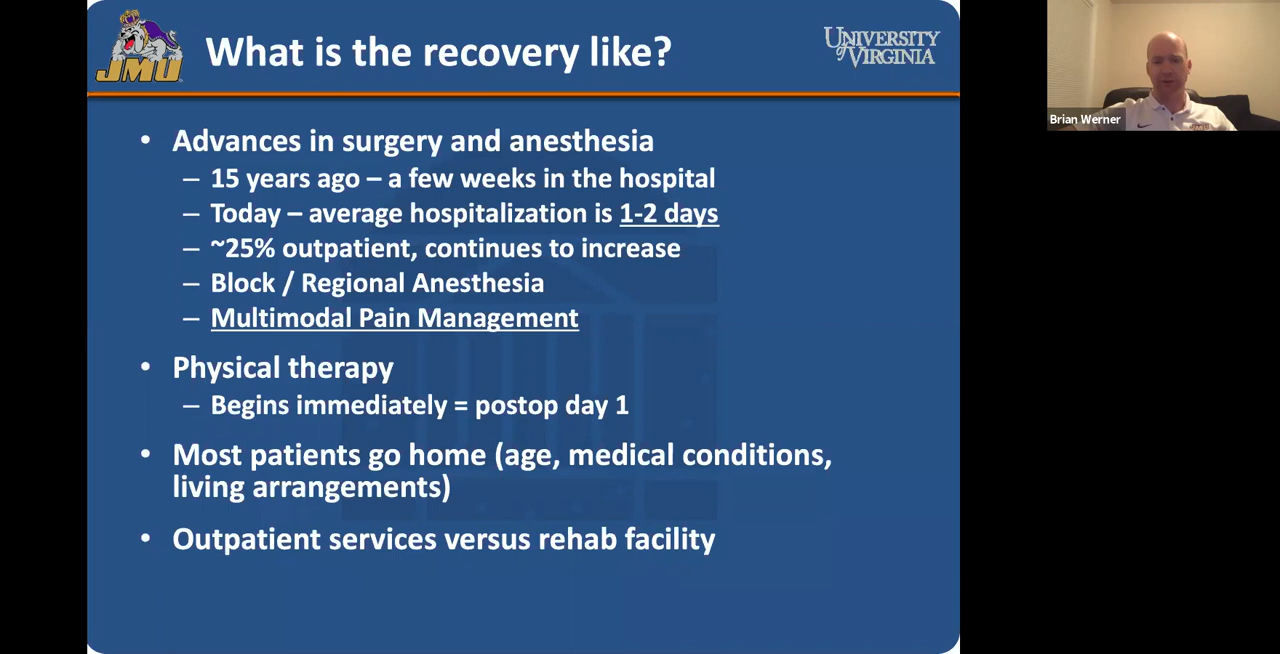 JMU
What is the recovery like?
UNIVERSITY
of VIRGINIA
• Advances in surgery and anesthesia
– 15 years ago – a few weeks in the hospital
– Today – average hospitalization is 1-2 days
– ~25% outpatient, continues to increase
– Block / Regional Anesthesia
– Multimodal Pain Management
• Physical therapy
– Begins immediately = postop day 1
• Most patients go home (age, medical conditions,
living arrangements)
• Outpatient services versus rehab facility
Brian Werner